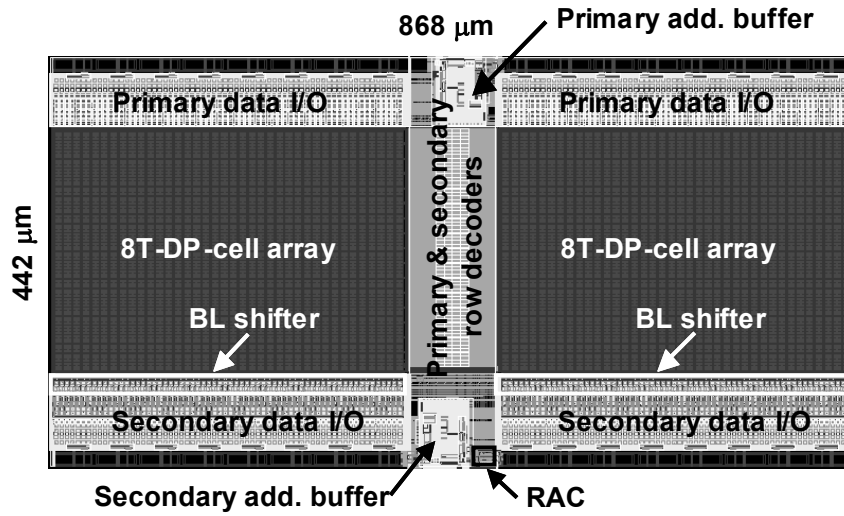 868 μm
Primary add. buffer
Primary data I/O
Primary data I/O
442 μm
8T-DP-cell array
Primary & secondary
row decoders
8T-DP-cell array
BL shifter
BL shifter
Secondary data I/O
Secondary data I/O
Secondary add. buffer
RAC